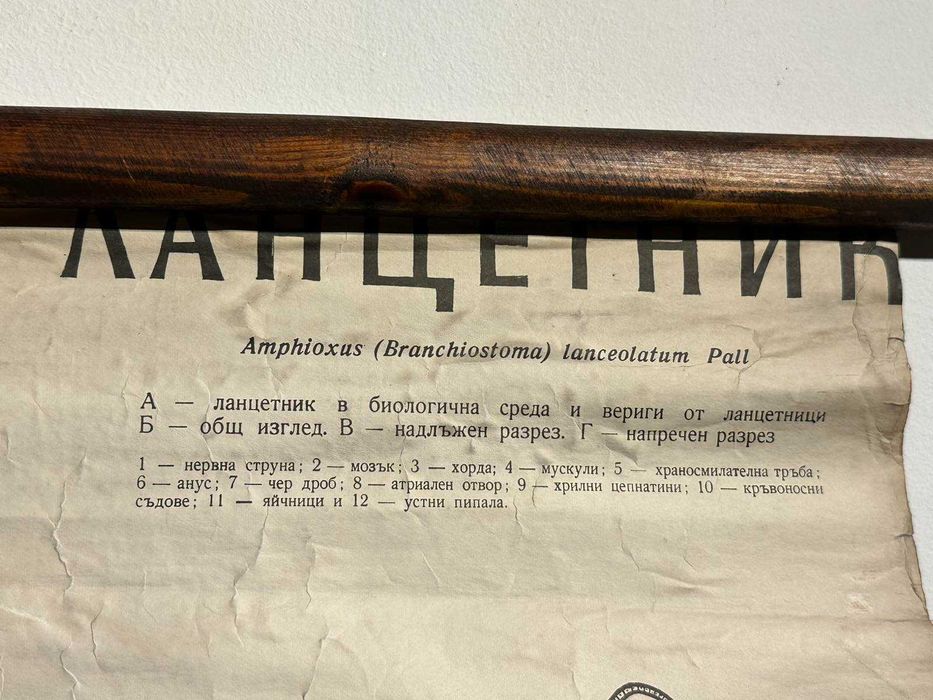 ЛАНЦЕТНИК
Amphioxus (Branchiostoma) lanceolatum Pall
А — ланцетник в биологична среда и вериги от ланцетници
Б — общ изглед. В — надлъжен разрез. Г — напречен разрез
1 — нервна струна; 2 — мозък; 3 — хорда; 4 — мускули; 5 — храносмилателна тръба;
6 — анус; 7 — чер дроб; 8 — атриален отвор; 9 — хрилни цепнатини; 10 — кръвоносни
съдове; 11 — яйчници и 12 — устни пипала.